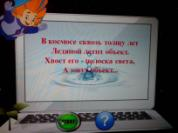 В космосе сквозь толщу лет
Ледяной летит объект.
Хвост его - полоска света,
А зовут объект...
?